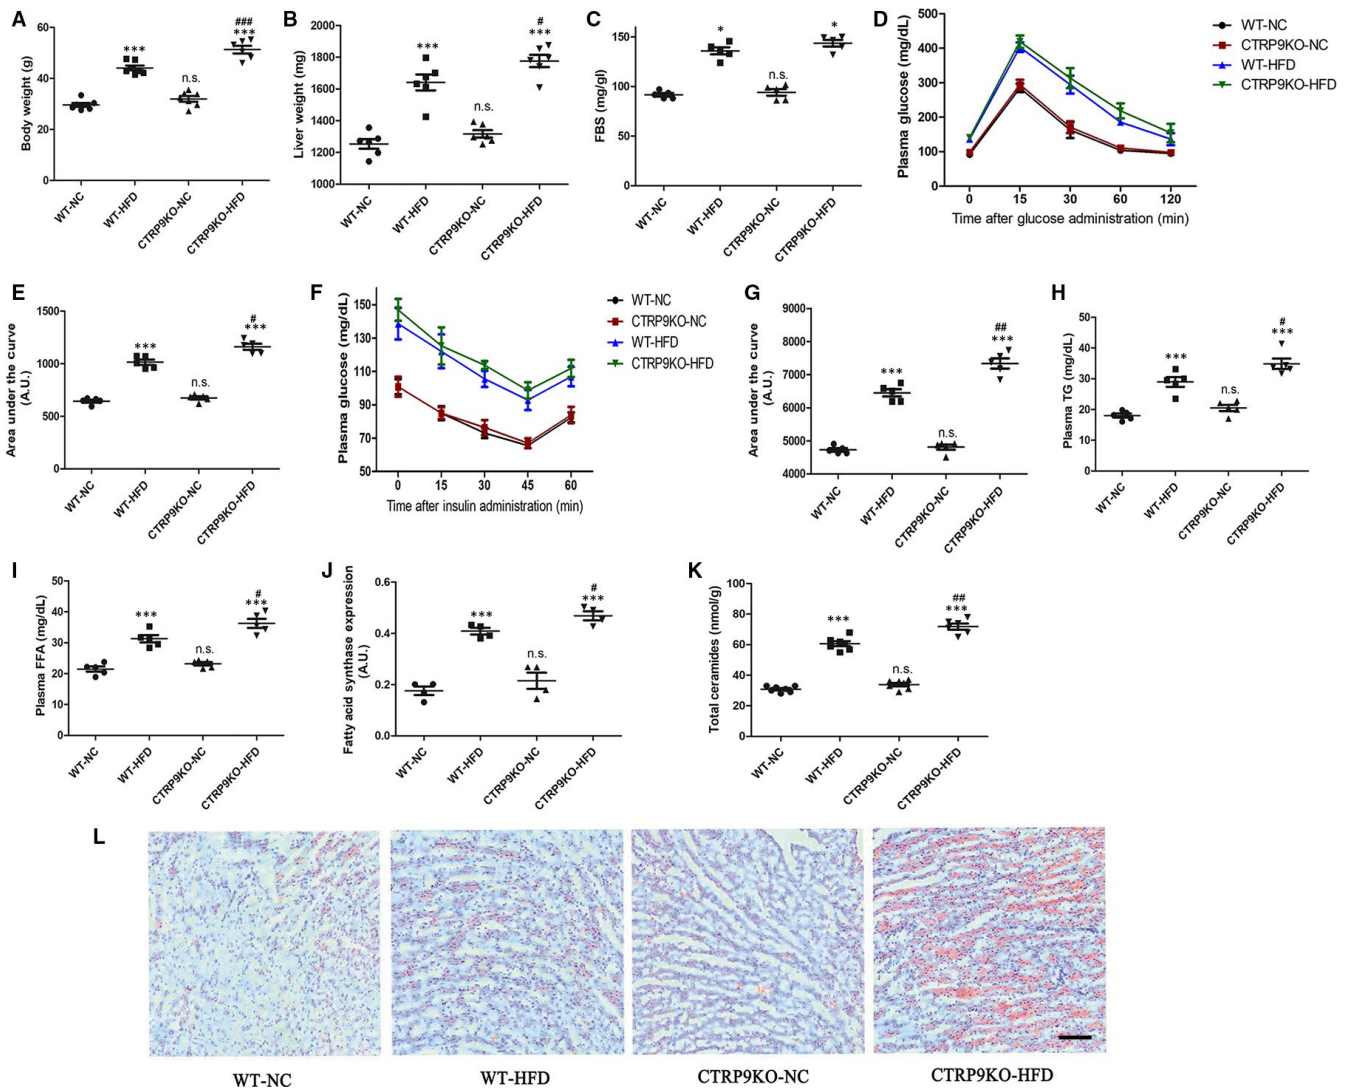 A
Body weight (g)
60
40
20
0
***
n.s.
###
***
WT-NC
WT-HFD
CTRP9KO-NC
CTRP9KO-HFD
B
Liver weight (mg)
2000
1800
1600
1400
1200
1000
***
n.s.
#
***
WT-NC
WT-HFD
CTRP9KO-NC
CTRP9KO-HFD
C
FBS (mg/gl)
150
100
50
0
*
n.s.
*
WT-NC
WT-HFD
CTRP9KO-NC
CTRP9KO-HFD
D
Plasma glucose (mg/dL)
500
400
300
200
100
0
0 15 30 60 120
Time after glucose administration (min)
WT-NC
CTRP9KO-NC
WT-HFD
CTRP9KO-HFD
E
Area under the curve
(A.U.)
1500
1000
500
0
***
n.s.
#
***
WT-NC
WT-HFD
CTRP9KO-NC
CTRP9KO-HFD
F
Plasma glucose (mg/dL)
150
130
110
90
70
50
0 15 30 45 60
Time after insulin administration (min)
WT-NC
CTRP9KO-NC
WT-HFD
CTRP9KO-HFD
G
Area under the curve
(A.U.)
9000
8000
7000
6000
5000
4000
***
n.s.
##
***
WT-NC
WT-HFD
CTRP9KO-NC
CTRP9KO-HFD
H
Plasma TG (mg/dL)
50
40
30
20
10
0
***
n.s.
#
***
WT-NC
WT-HFD
CTRP9KO-NC
CTRP9KO-HFD
I
Plasma FFA (mg/dL)
50
40
30
20
10
0
***
n.s.
#
***
WT-NC
WT-HFD
CTRP9KO-NC
CTRP9KO-HFD
J
Fatty acid synthase expression
(A.U.)
0.6
0.4
0.2
0.0
***
n.s.
#
***
WT-NC
WT-HFD
CTRP9KO-NC
CTRP9KO-HFD
K
Total ceramides (nmol/g)
100
80
60
40
20
0
***
n.s.
##
***
WT-NC
WT-HFD
CTRP9KO-NC
CTRP9KO-HFD
L
WT-NC
WT-HFD
CTRP9KO-NC
CTRP9KO-HFD